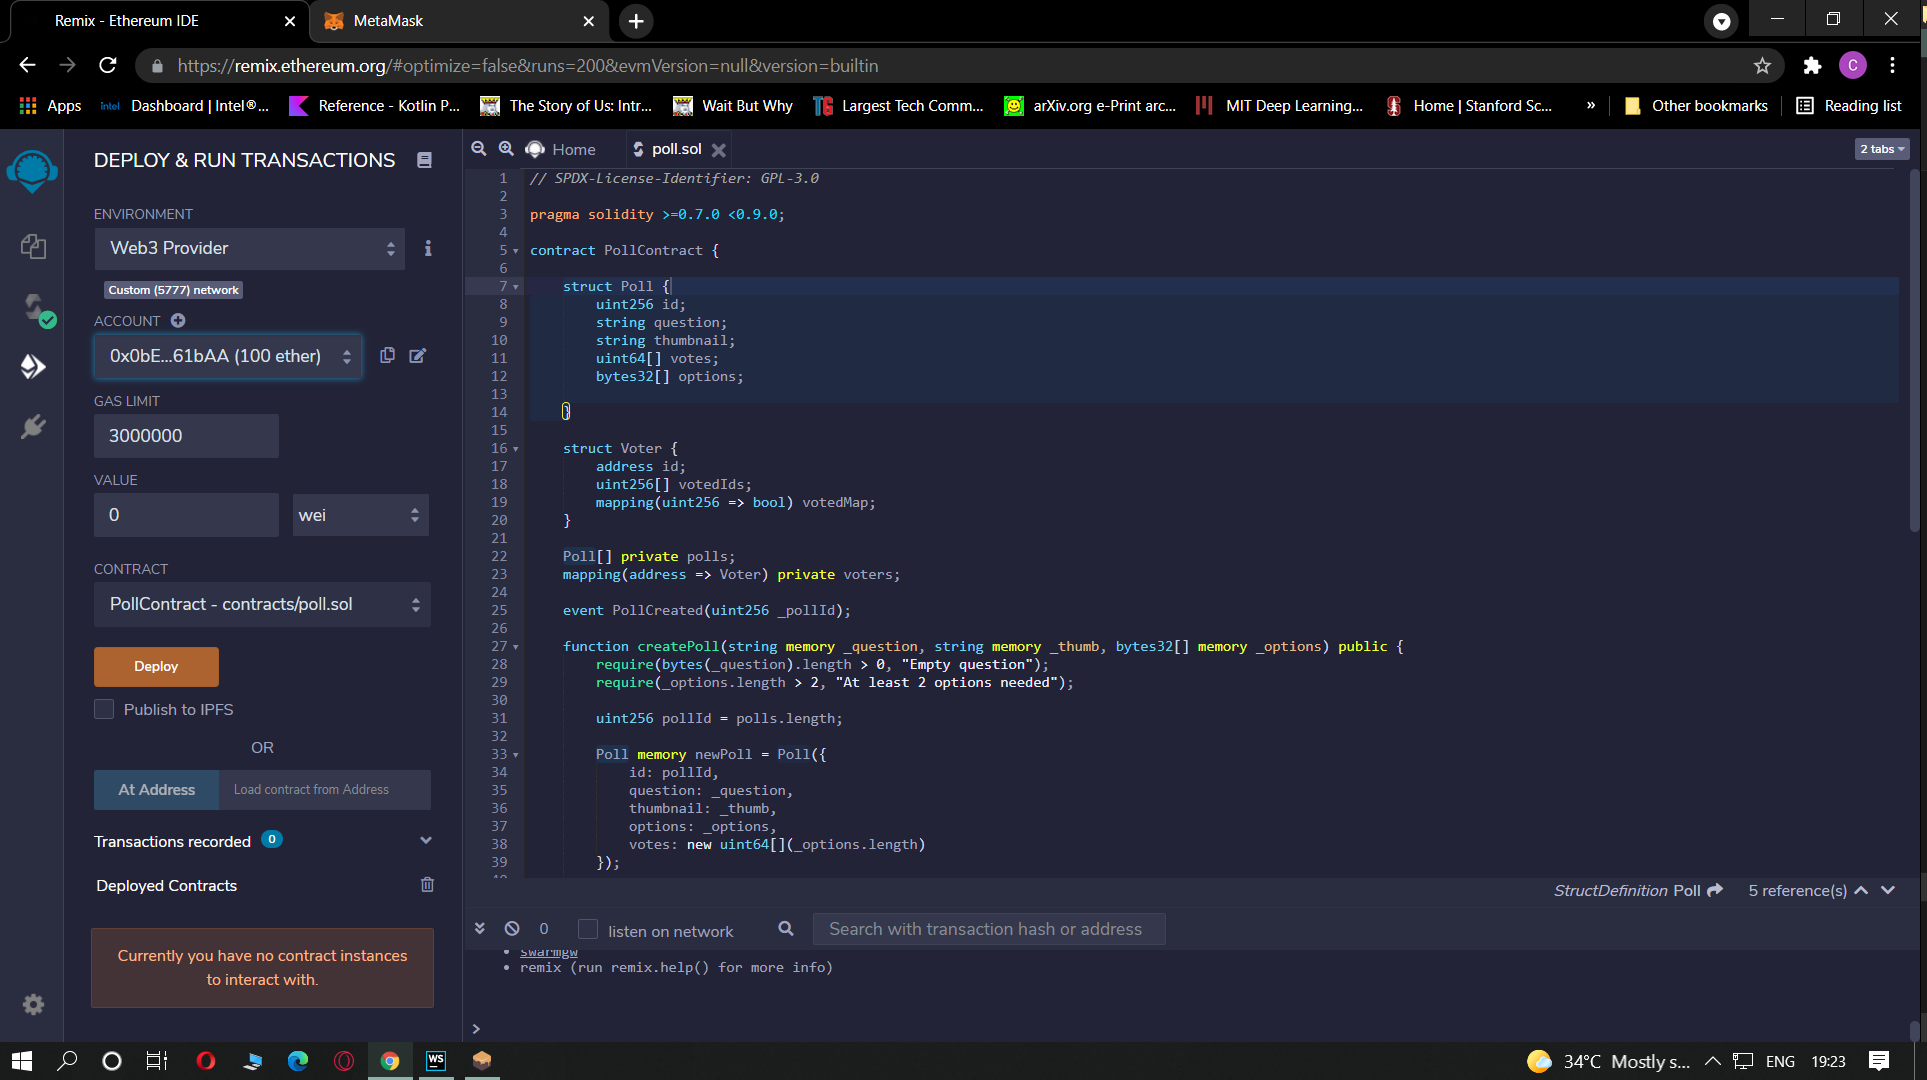 Remix - Ethereum IDE
MetaMask
https://remix.ethereum.org/#optimize=false&runs=200&evmVersion=null&version=builtin
C
Apps
intel Dashboard | Intel®...
Reference - Kotlin P...
The Story of Us: Intr...
Wait But Why
TG Largest Tech Comm...
arXiv.org e-Print arc...
MIT Deep Learning...
Home | Stanford Sc...
»
Other bookmarks
Reading list
DEPLOY & RUN TRANSACTIONS
ENVIRONMENT
Web3 Provider
Custom (5777) network
ACCOUNT
0x0bE...61bAA (100 ether)
GAS LIMIT
3000000
VALUE
0
wei
CONTRACT
PollContract - contracts/poll.sol
Deploy
Publish to IPFS
OR
At Address
Load contract from Address
Transactions recorded 0
Deployed Contracts
Currently you have no contract instances
to interact with.
Home
poll.sol
2 tabs
1 // SPDX-License-Identifier: GPL-3.0
2
3 pragma solidity >=0.7.0 <0.9.0;
4
5 contract PollContract {
6
7 struct Poll {
8 uint256 id;
9 string question;
10 string thumbnail;
11 uint64[] votes;
12 bytes32[] options;
13
14 }
15
16 struct Voter {
17 address id;
18 uint256[] votedIds;
19 mapping(uint256 => bool) votedMap;
20 }
21
22 Poll[] private polls;
23 mapping(address => Voter) private voters;
24
25 event PollCreated(uint256 _pollId);
26
27 function createPoll(string memory _question, string memory _thumb, bytes32[] memory _options) public {
28 require(bytes(_question).length > 0, "Empty question");
29 require(_options.length > 2, "At least 2 options needed");
30
31 uint256 pollId = polls.length;
32
33 Poll memory newPoll = Poll({
34 id: pollId,
35 question: _question,
36 thumbnail: _thumb,
37 options: _options,
38 votes: new uint64[](_options.length)
39 });
StructDefinition Poll
5 reference(s)
0
listen on network
Search with transaction hash or address
swarmgw
remix (run remix.help() for more info)
>
WS
34°C Mostly s...
ENG
19:23